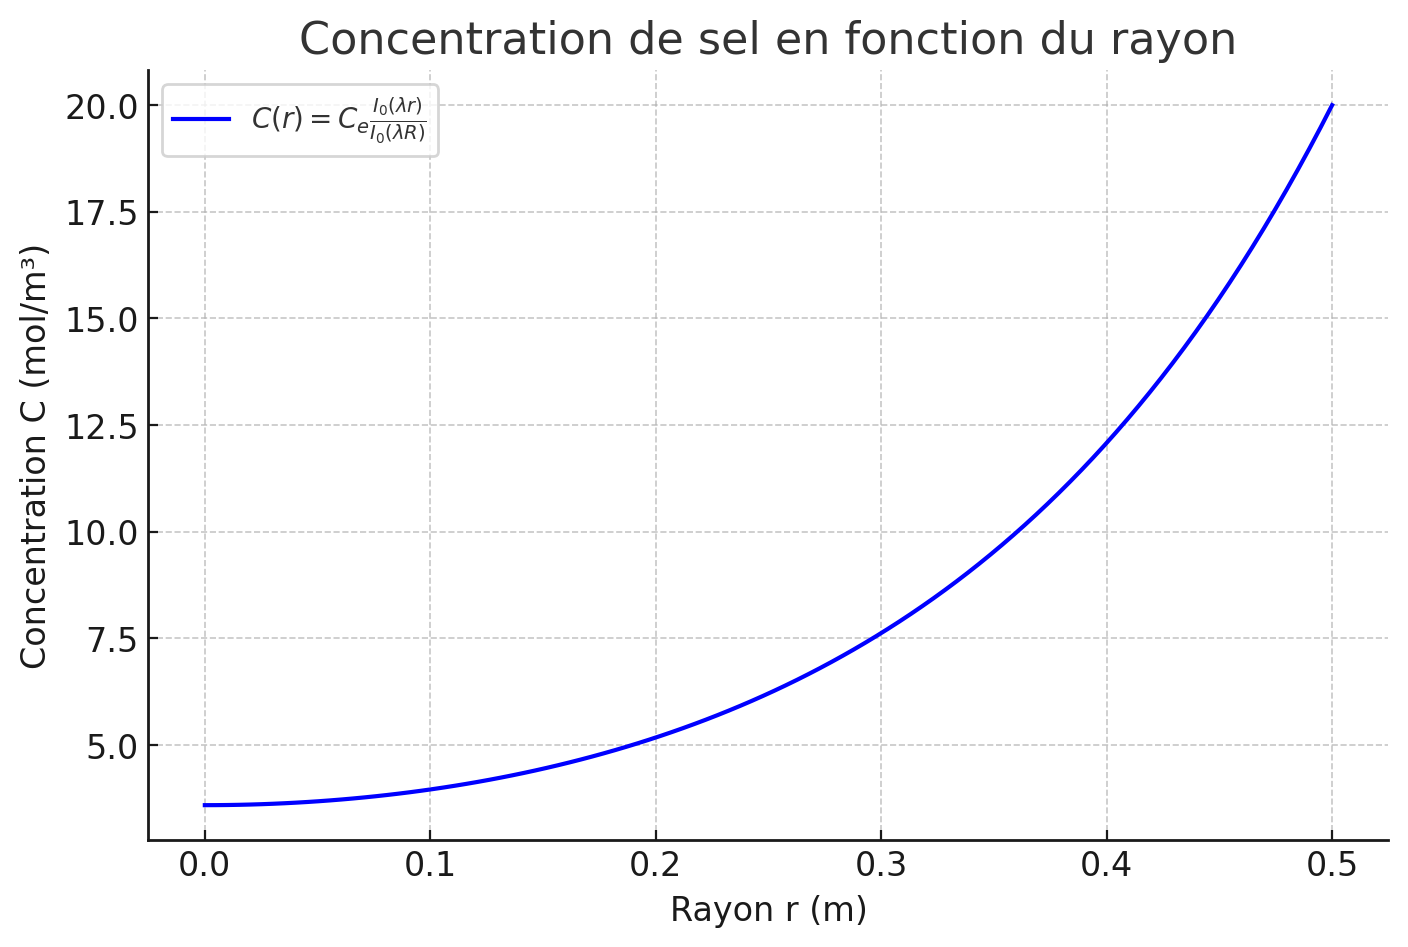 Concentration de sel en fonction du rayon
C(r) = C_e I_0(λr) / I_0(λR)
Concentration C (mol/m³)
20.0
17.5
15.0
12.5
10.0
7.5
5.0
0.0 0.1 0.2 0.3 0.4 0.5
Rayon r (m)